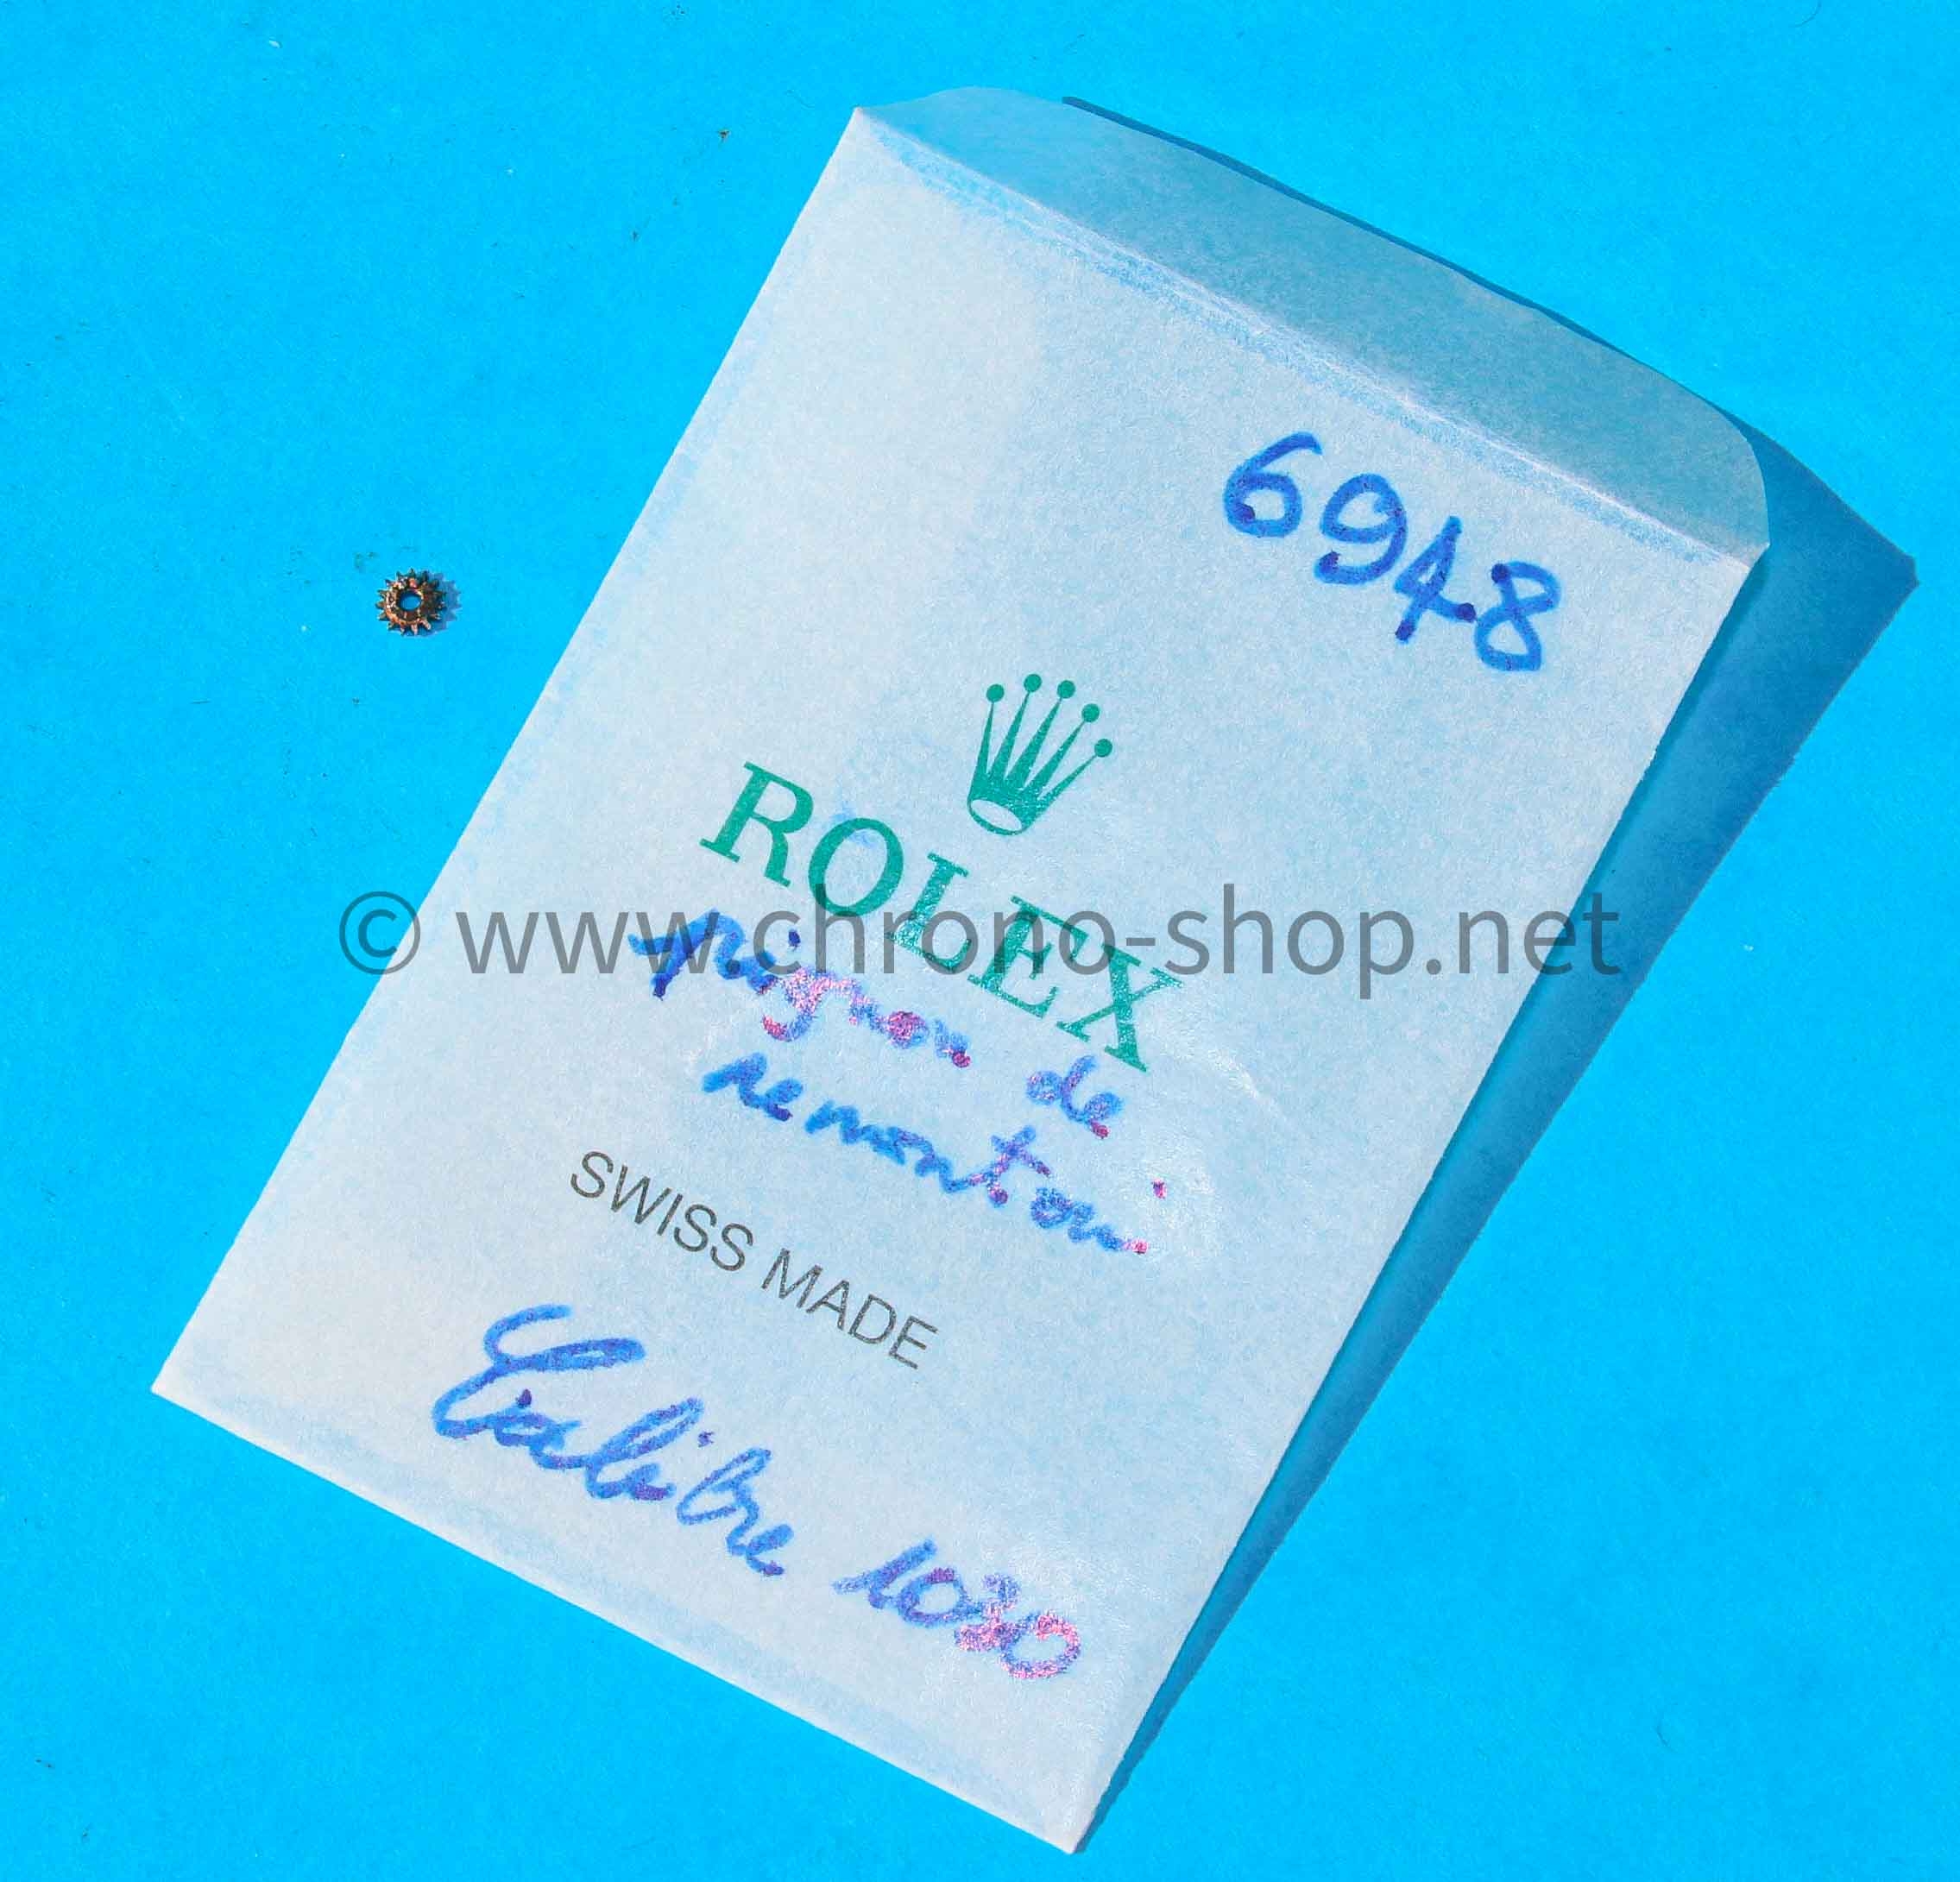 6948
ROLEX
© www.chrono-shop.net
pignon de
remontoir
SWISS MADE
Calibre 1030